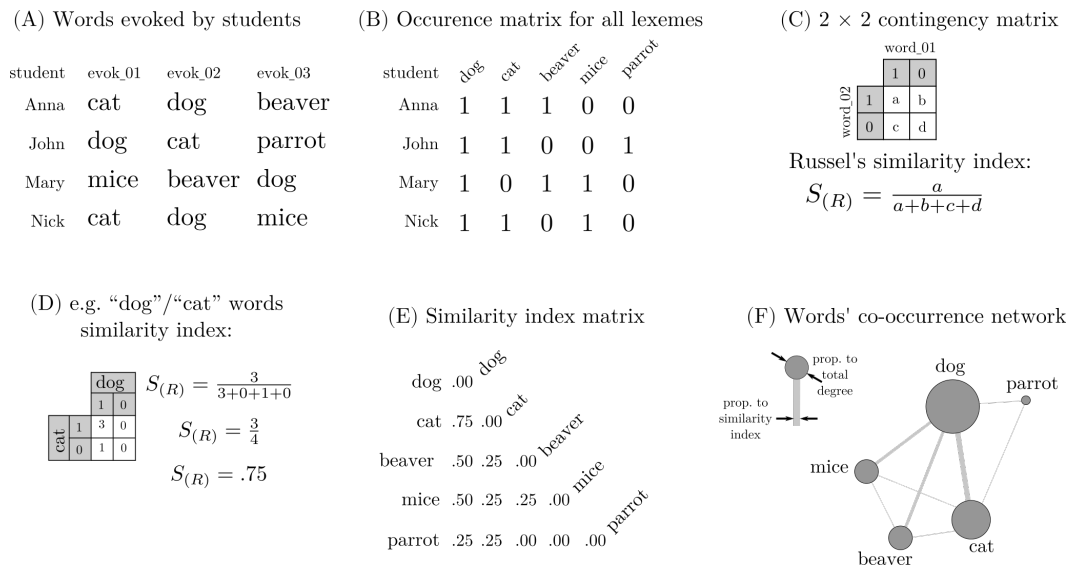 (A) Words evoked by students
student evok_01 evok_02 evok_03
Anna cat dog beaver
John dog cat parrot
Mary mice beaver dog
Nick cat dog mice
(B) Occurence matrix for all lexemes
student dog cat beaver mice parrot
Anna 1 1 1 0 0
John 1 1 0 0 1
Mary 1 0 1 1 0
Nick 1 1 0 1 0
(C) 2 × 2 contingency matrix
word_01
1 0
word_02
1 a b
0 c d
Russel's similarity index:
S(R) = a/a+b+c+d
(D) e.g. “dog”/“cat” words
similarity index:
dog
1 0
cat
1 3 0
0 1 0
S(R) = 3/3+0+1+0
S(R) = 3/4
S(R) = .75
(E) Similarity index matrix
dog .00 dog
cat .75 .00 cat
beaver .50 .25 .00 beaver
mice .50 .25 .25 .00 mice
parrot .25 .25 .00 .00 .00 parrot
(F) Words' co-occurrence network
prop. to
total
degree
prop. to
similarity
index
dog
parrot
mice
cat
beaver